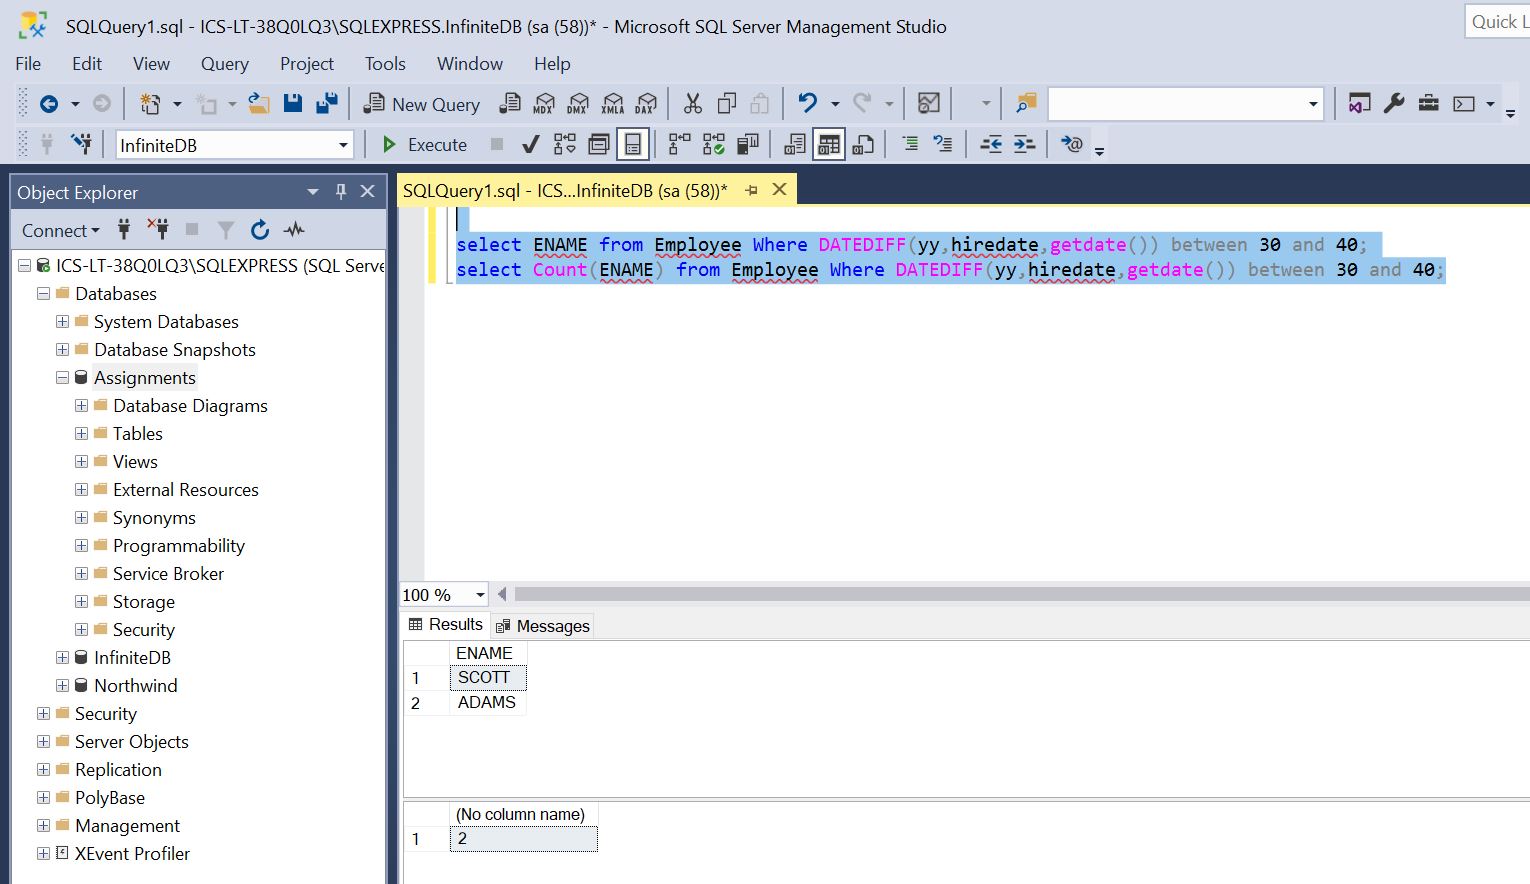 SQLQuery1.sql - ICS-LT-38Q0LQ3\SQLEXPRESS.InfiniteDB (sa (58))* - Microsoft SQL Server Management Studio
Quick L
File Edit View Query Project Tools Window Help
New Query MDX DMX XMLA DAX
InfiniteDB Execute
Object Explorer
SQLQuery1.sql - ICS...InfiniteDB (sa (58))*
Connect
ICS-LT-38Q0LQ3\SQLEXPRESS (SQL Serve
Databases
System Databases
Database Snapshots
Assignments
Database Diagrams
Tables
Views
External Resources
Synonyms
Programmability
Service Broker
Storage
Security
InfiniteDB
Northwind
Security
Server Objects
Replication
PolyBase
Management
XEvent Profiler
select ENAME from Employee Where DATEDIFF(yy,hiredate,getdate()) between 30 and 40;
select Count(ENAME) from Employee Where DATEDIFF(yy,hiredate,getdate()) between 30 and 40;
100 %
Results Messages
ENAME
1 SCOTT
2 ADAMS
(No column name)
1 2